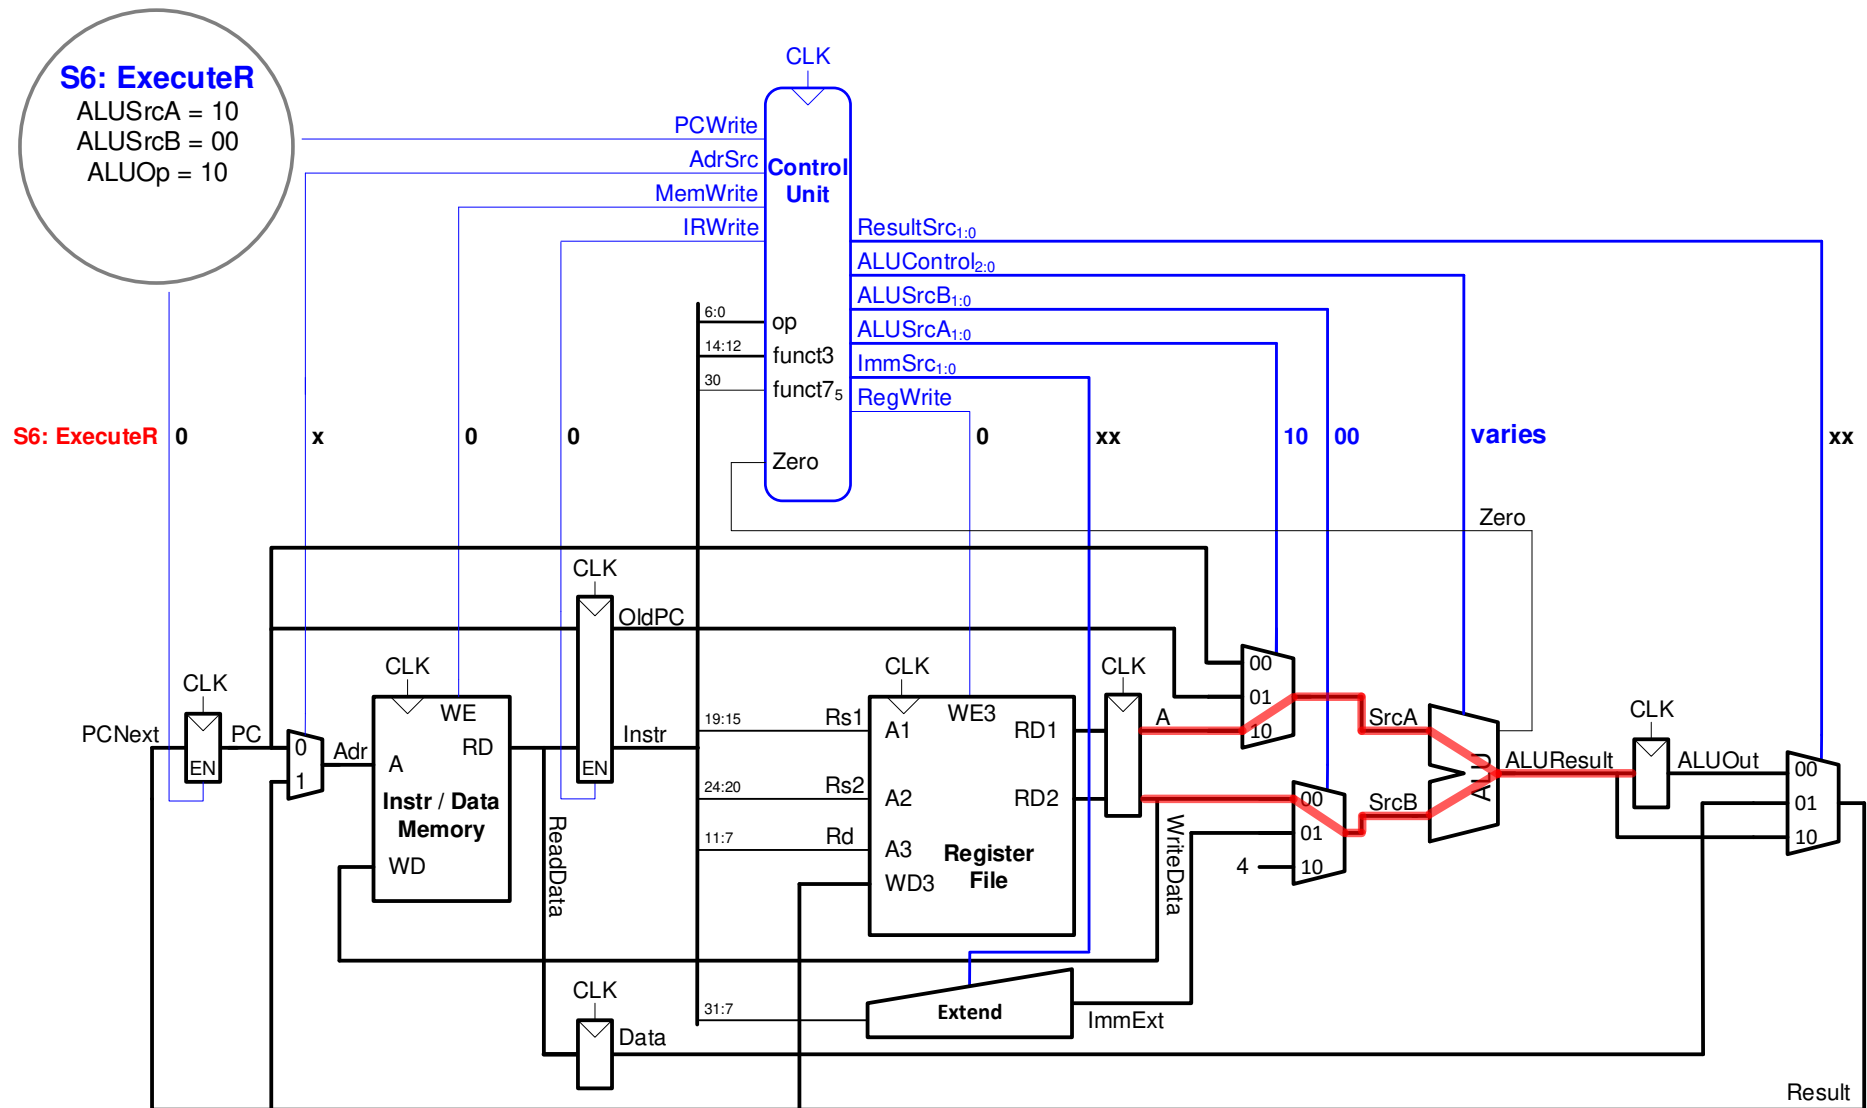 S6: ExecuteR
ALUSrcA = 10
ALUSrcB = 00
ALUOp = 10
CLK
PCWrite
AdrSrc
MemWrite
IRWrite
Control
Unit
ResultSrc1:0
ALUControl2:0
ALUSrcB1:0
ALUSrcA1:0
ImmSrc1:0
RegWrite
6:0
op
14:12
funct3
30
funct75
Zero
S6: ExecuteR
0
x
0
0
0
xx
10
00
varies
xx
Zero
CLK
OldPC
CLK
CLK
CLK
CLK
CLK
PCNext
EN
PC
0
1
Adr
WE
A
RD
Instr / Data
Memory
WD
EN
Instr
ReadData
19:15
Rs1
24:20
Rs2
11:7
Rd
A1
A2
A3
WD3
WE3
RD1
RD2
Register
File
A
WriteData
00
01
10
SrcA
00
01
10
4
SrcB
ALU
ALUResult
ALUOut
00
01
10
CLK
Data
31:7
Extend
ImmExt
Result